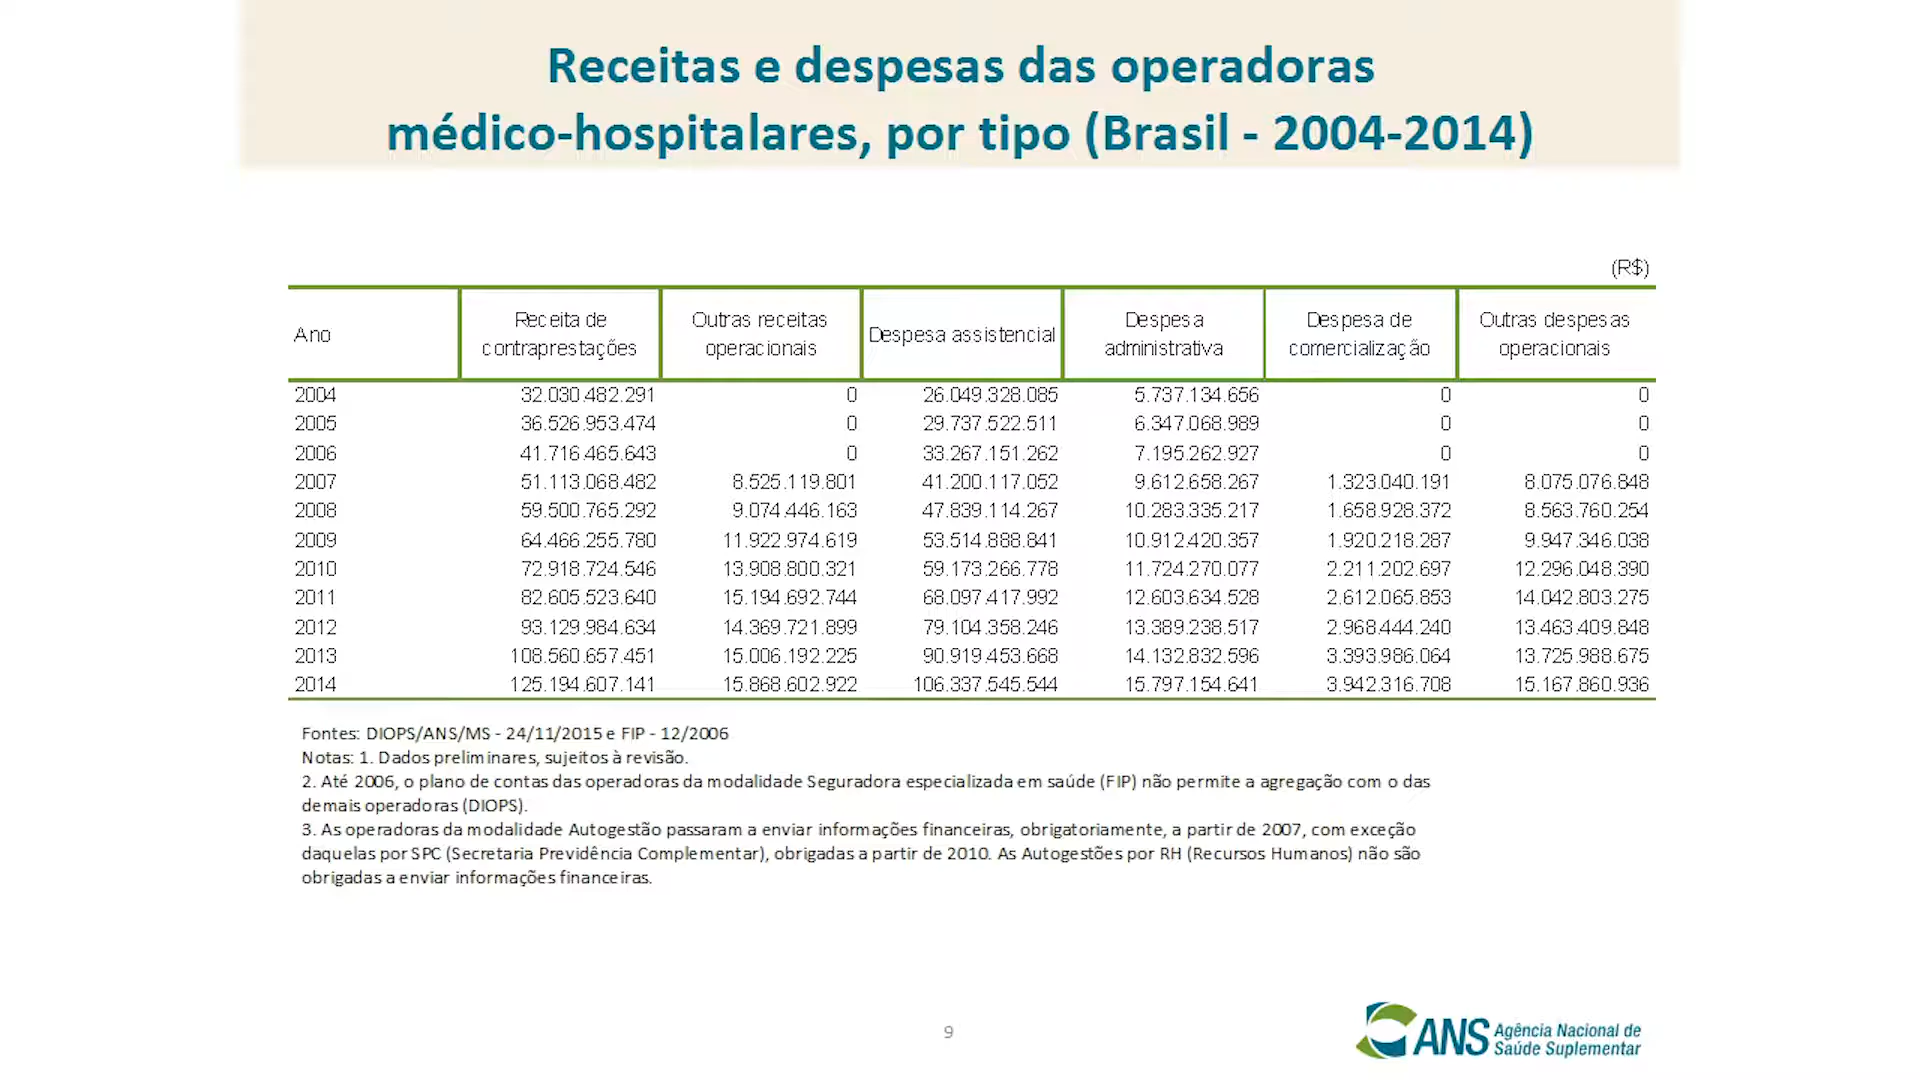 Receitas e despesas das operadoras
médico-hospitalares, por tipo (Brasil - 2004-2014)
(R$)
Ano Receita de contraprestações Outras receitas operacionais Despesa assistencial Despesa administrativa Despesa de comercialização Outras despesas operacionais
2004 32.030.482.291 0 26.049.328.085 5.737.134.656 0 0
2005 36.526.953.474 0 29.737.522.511 6.347.068.989 0 0
2006 41.716.465.643 0 33.267.151.262 7.195.262.927 0 0
2007 51.113.068.482 8.525.119.801 41.200.117.052 9.612.658.267 1.323.040.191 8.075.076.848
2008 59.500.765.292 9.074.446.163 47.839.114.267 10.283.335.217 1.658.928.372 8.563.760.254
2009 64.466.255.780 11.922.974.619 53.514.888.841 10.912.420.357 1.920.218.287 9.947.346.038
2010 72.918.724.546 13.908.800.321 59.173.266.778 11.724.270.077 2.211.202.697 12.296.048.390
2011 82.605.523.640 15.194.692.744 68.097.417.992 12.603.634.528 2.612.065.853 14.042.803.275
2012 93.129.984.634 14.369.721.899 79.104.358.246 13.389.238.517 2.968.444.240 13.463.409.848
2013 108.560.657.451 15.006.192.225 90.919.453.668 14.132.832.596 3.393.986.064 13.725.988.675
2014 125.194.607.141 15.868.602.922 106.337.545.544 15.797.154.641 3.942.316.708 15.167.860.936
Fontes: DIOPS/ANS/MS - 24/11/2015 e FIP - 12/2006
Notas: 1. Dados preliminares, sujeitos à revisão.
2. Até 2006, o plano de contas das operadoras da modalidade Seguradora especializada em saúde (FIP) não permite a agregação com o das
demais operadoras (DIOPS).
3. As operadoras da modalidade Autogestão passaram a enviar informações financeiras, obrigatoriamente, a partir de 2007, com exceção
daquelas por SPC (Secretaria Previdência Complementar), obrigadas a partir de 2010. As Autogestões por RH (Recursos Humanos) não são
obrigadas a enviar informações financeiras.
9
ANS Agência Nacional de
Saúde Suplementar